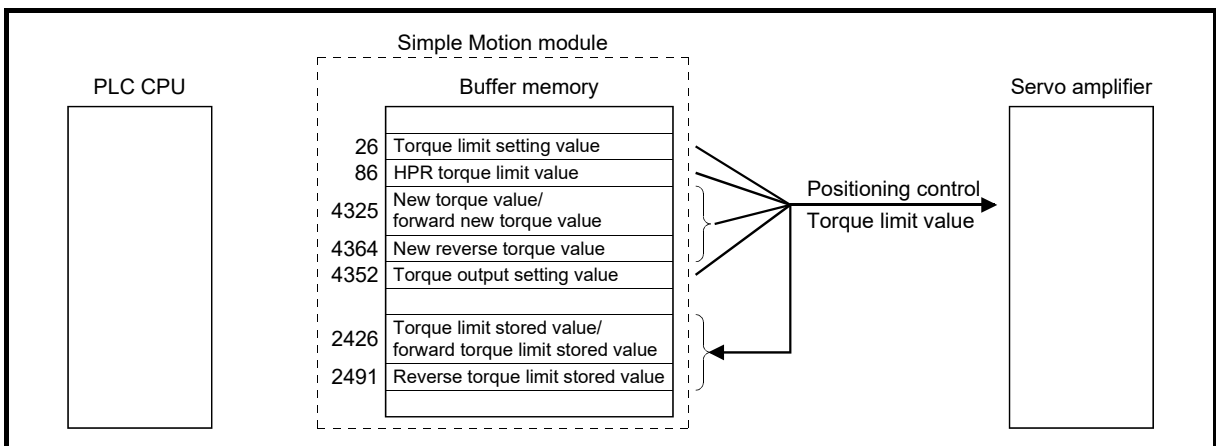 Simple Motion module
PLC CPU
Buffer memory
Servo amplifier
26 Torque limit setting value
86 HPR torque limit value
4325 New torque value/
forward new torque value
4364 New reverse torque value
4352 Torque output setting value
2426 Torque limit stored value/
forward torque limit stored value
2491 Reverse torque limit stored value
Positioning control
Torque limit value